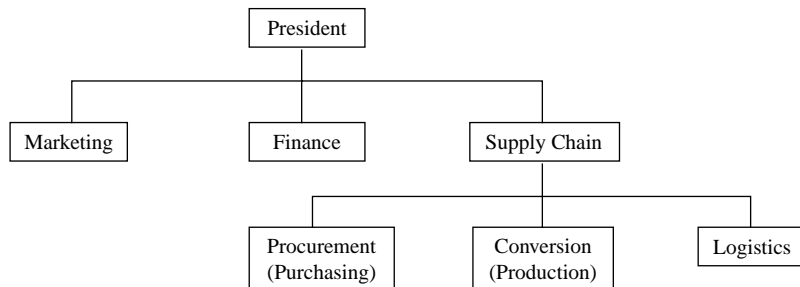 President
Marketing
Finance
Supply Chain
Procurement
(Purchasing)
Conversion
(Production)
Logistics